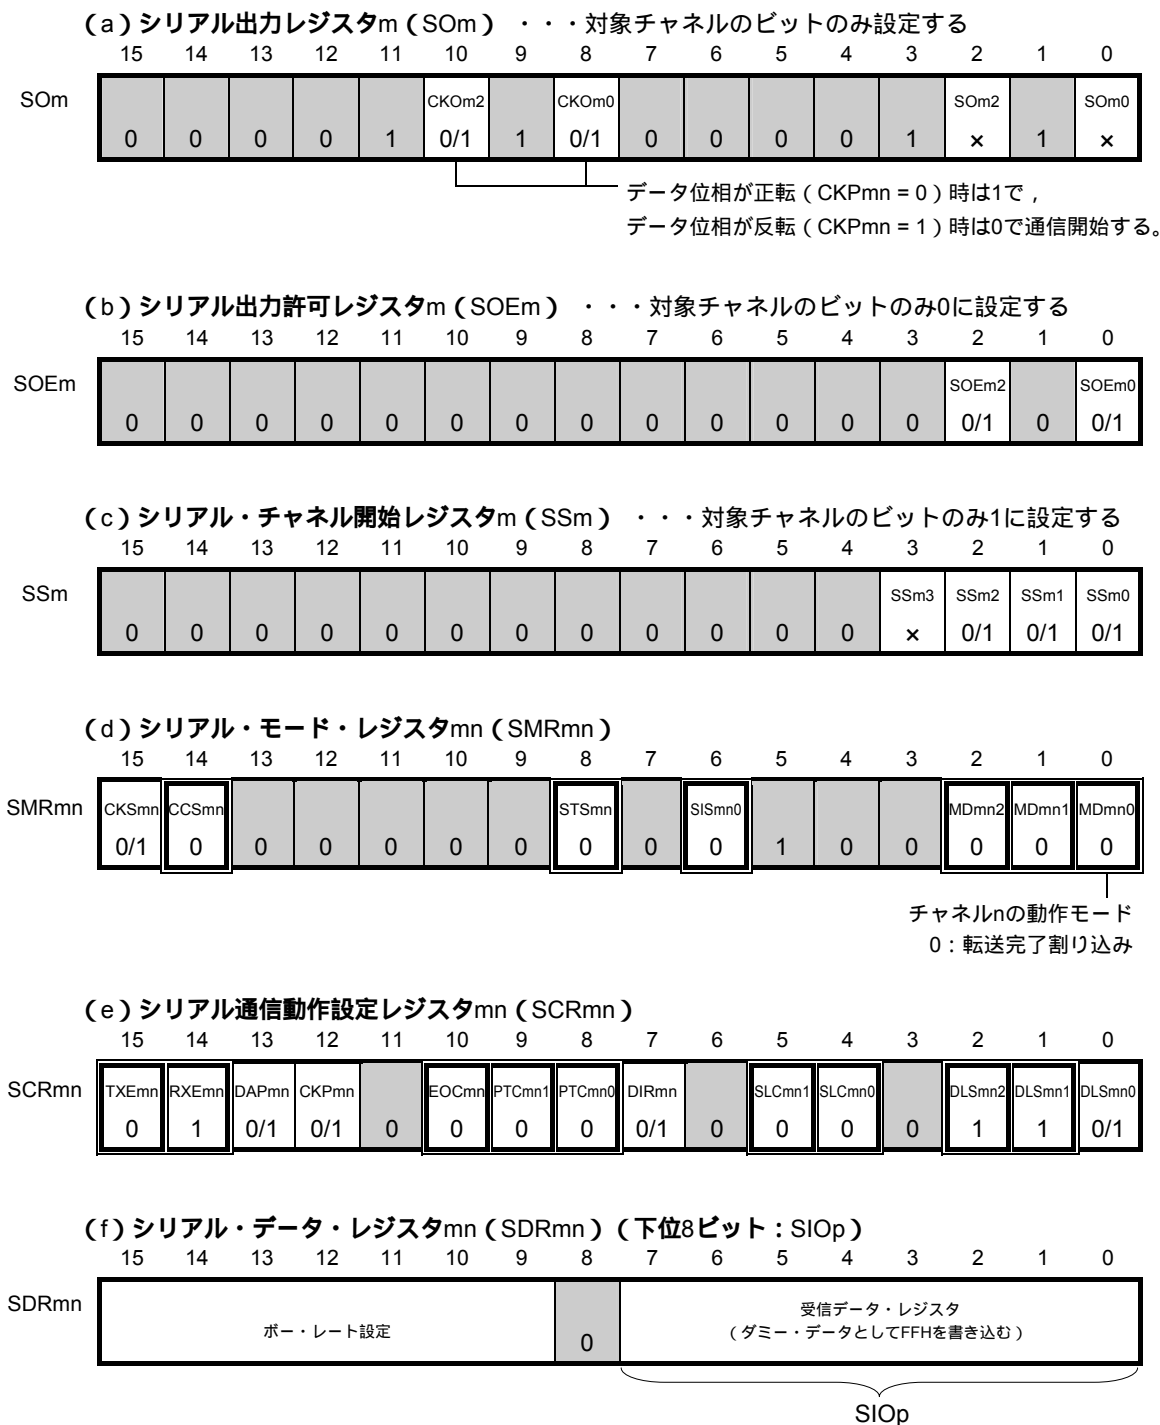 (a)シリアル出力レジスタm(SOm) ・・・対象チャネルのビットのみ設定する
15 14 13 12 11 10 9 8 7 6 5 4 3 2 1 0
SOm
CKOm2 CKOm0 SOm2 SOm0
0 0 0 0 1 0/1 1 0/1 0 0 0 0 1 × 1 ×
データ位相が正転(CKPmn = 0)時は1で,
データ位相が反転(CKPmn = 1)時は0で通信開始する。
(b)シリアル出力許可レジスタm(SOEm) ・・・対象チャネルのビットのみ0に設定する
15 14 13 12 11 10 9 8 7 6 5 4 3 2 1 0
SOEm
SOEm2 SOEm0
0 0 0 0 0 0 0 0 0 0 0 0 0 0/1 0 0/1
(c)シリアル・チャネル開始レジスタm(SSm) ・・・対象チャネルのビットのみ1に設定する
15 14 13 12 11 10 9 8 7 6 5 4 3 2 1 0
SSm
SSm3 SSm2 SSm1 SSm0
0 0 0 0 0 0 0 0 0 0 0 0 × 0/1 0/1 0/1
(d)シリアル・モード・レジスタmn(SMRmn)
15 14 13 12 11 10 9 8 7 6 5 4 3 2 1 0
SMRmn
CKSmn CCSmn STSmn SISmn0 MDmn2 MDmn1 MDmn0
0/1 0 0 0 0 0 0 0 0 0 1 0 0 0 0 0
チャネルnの動作モード
0:転送完了割り込み
(e)シリアル通信動作設定レジスタmn(SCRmn)
15 14 13 12 11 10 9 8 7 6 5 4 3 2 1 0
SCRmn
TXEmn RXEmn DAPmn CKPmn EOCmn PTCmn1 PTCmn0 DIRmn SLCmn1 SLCmn0 DLSmn2 DLSmn1 DLSmn0
0 1 0/1 0/1 0 0 0 0 0/1 0 0 0 0 1 1 0/1
(f)シリアル・データ・レジスタmn(SDRmn)(下位8ビット:SIOp)
15 14 13 12 11 10 9 8 7 6 5 4 3 2 1 0
SDRmn
ボー・レート設定
0
受信データ・レジスタ
(ダミー・データとしてFFHを書き込む)
SIOp